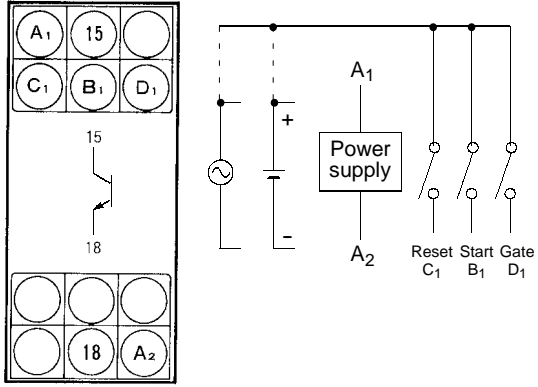 A1 15
C1 B1 D1
15
18
18 A2
A1
+
Power
supply
-
A2
Reset Start Gate
C1 B1 D1